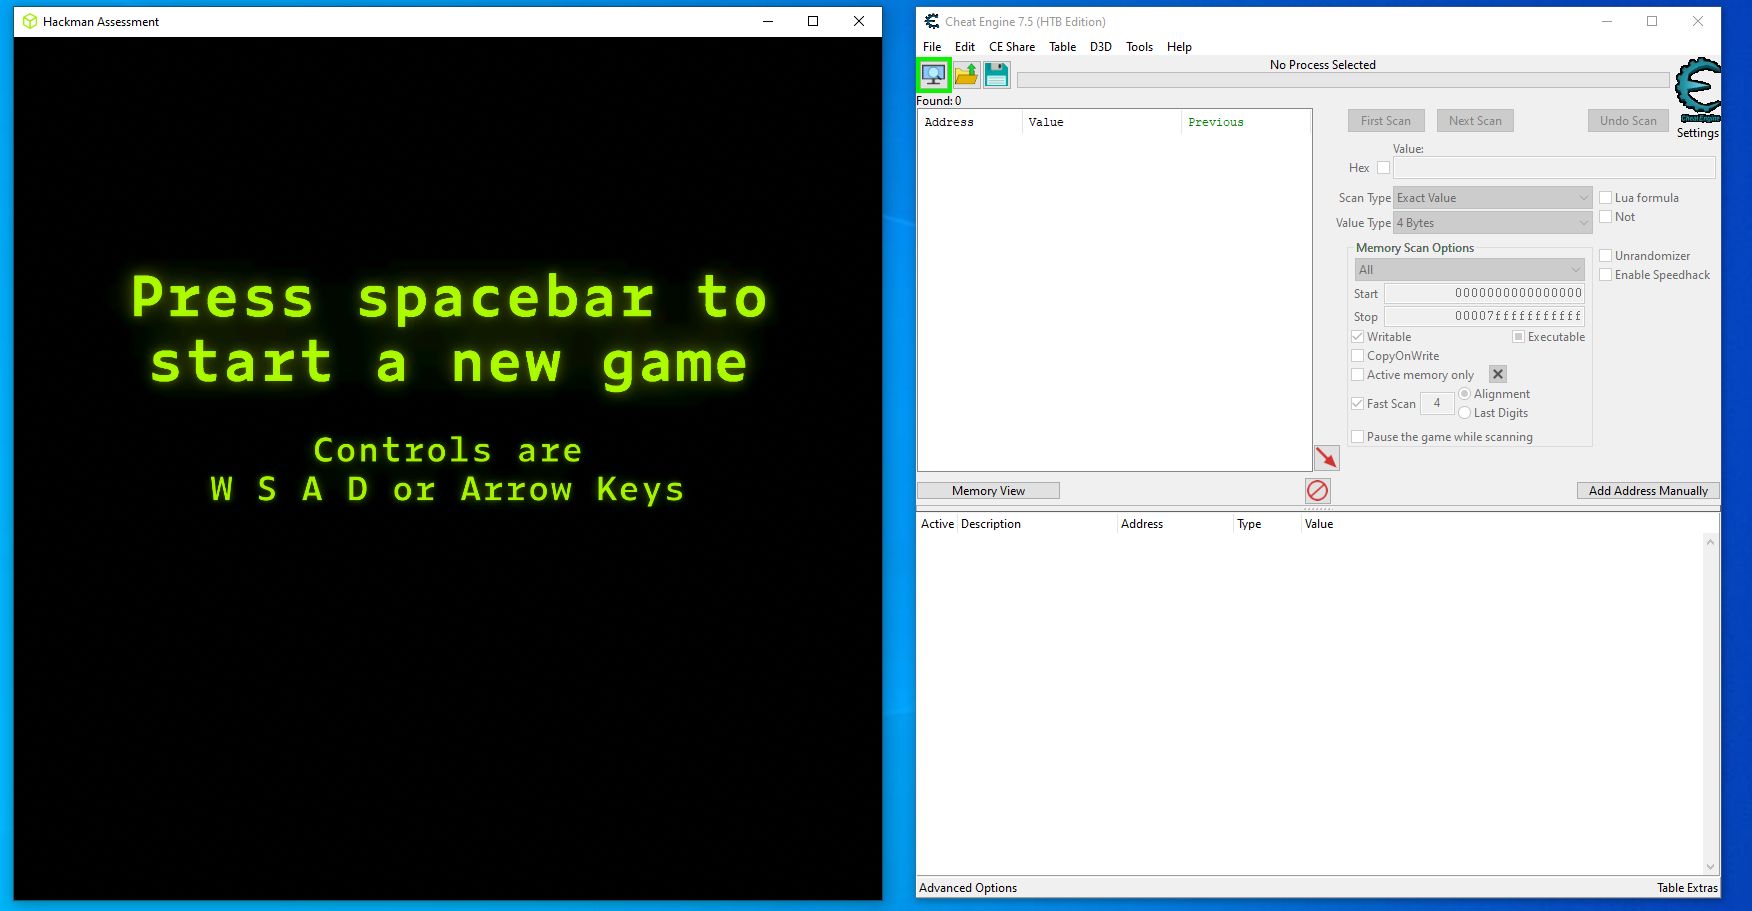 Hackman Assessment
Press spacebar to
start a new game
Controls are
W S A D or Arrow Keys
Cheat Engine 7.5 (HTB Edition)
File Edit CE Share Table D3D Tools Help
No Process Selected
Cheat Engine
Settings
Found: 0
Address Value Previous
First Scan Next Scan Undo Scan
Value:
Hex
Scan Type Exact Value Lua formula
Value Type 4 Bytes Not
Memory Scan Options
All
Unrandomizer
Enable Speedhack
Start 0000000000000000
Stop 00007fffffffffff
Writable Executable
CopyOnWrite
Active memory only
Fast Scan 4 Alignment
Last Digits
Pause the game while scanning
Memory View Add Address Manually
Active Description Address Type Value
Advanced Options Table Extras